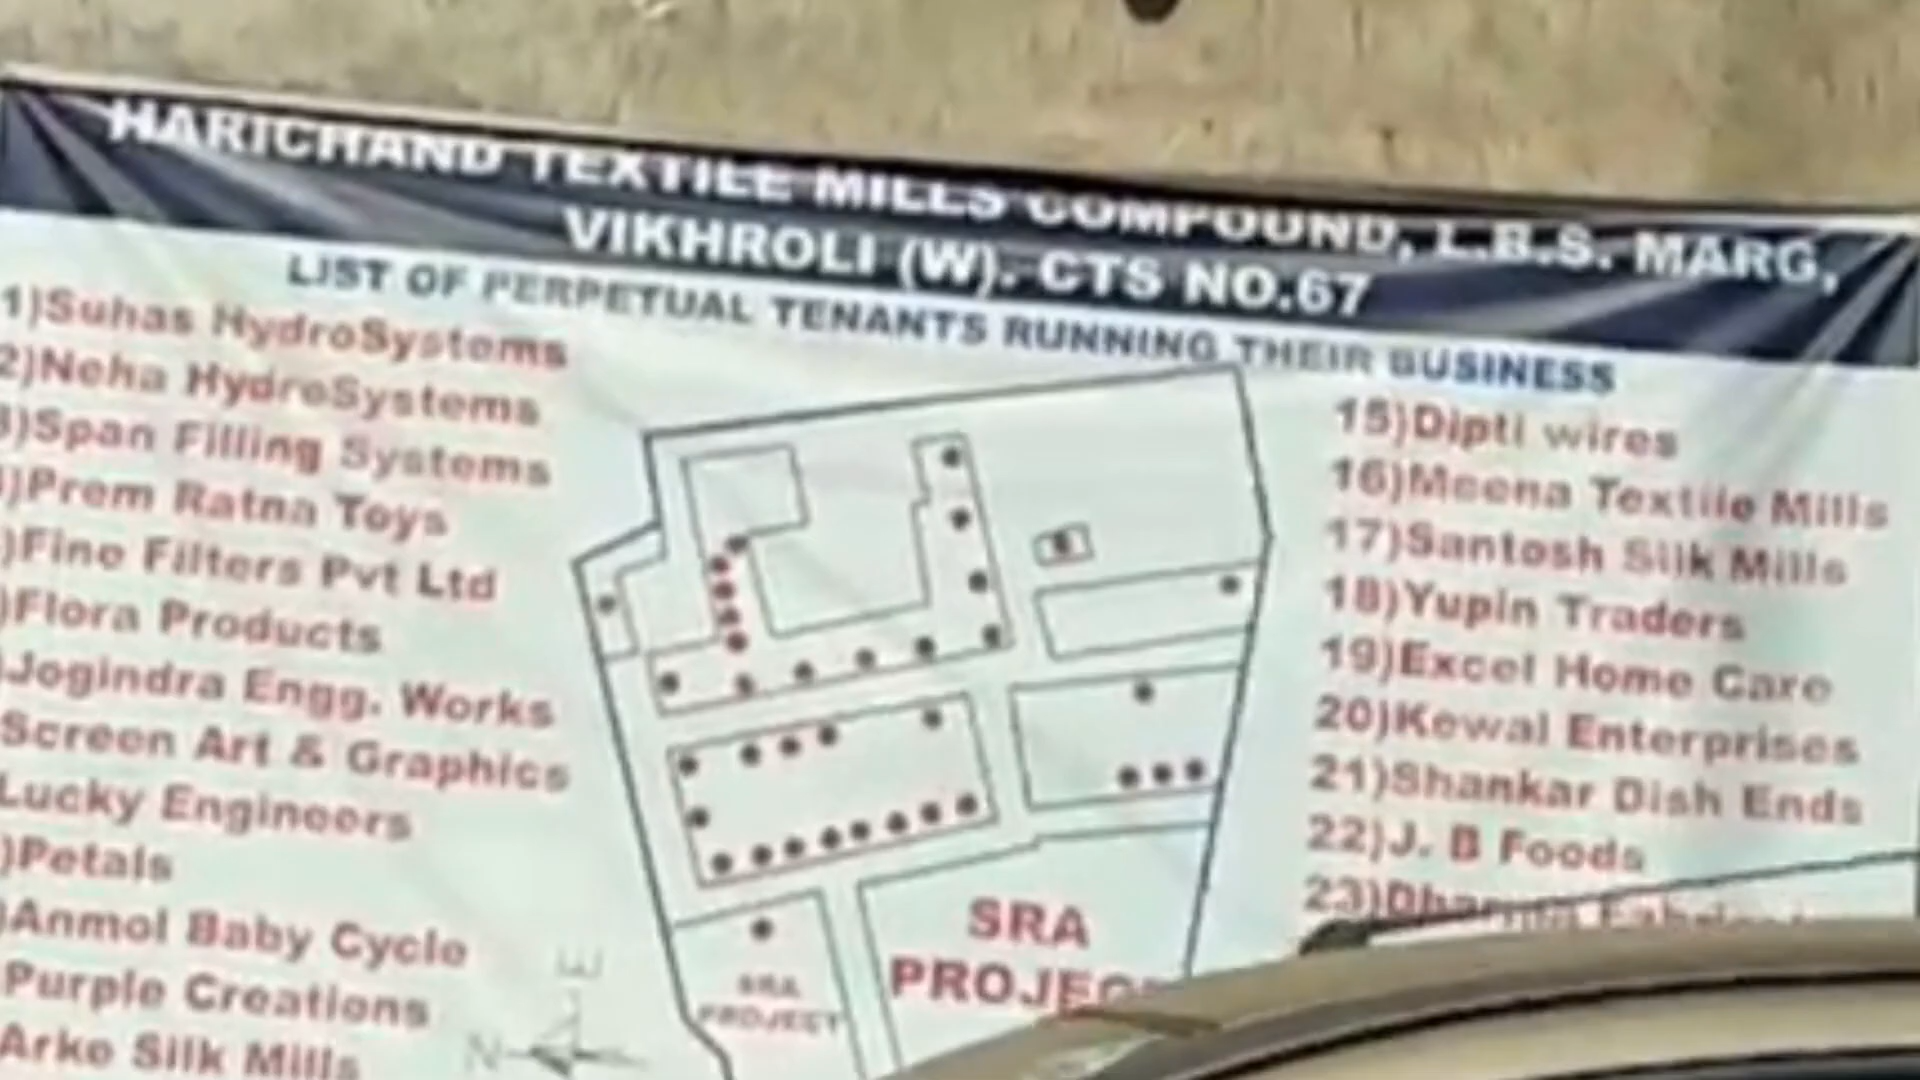 HARICHAND TEXTILE MILLS COMPOUND, L.B.S. MARG,
VIKHROLI (W). CTS NO.67
LIST OF PERPETUAL TENANTS RUNNING THEIR BUSINESS
1)Suhas HydroSystems
2)Neha HydroSystems
3)Span Filling Systems
)Prem Ratna Toys
)Fine Filters Pvt Ltd
)Flora Products
)Jogindra Engg. Works
Screen Art & Graphics
Lucky Engineers
)Petals
)Anmol Baby Cycle
Purple Creations
Arke Silk Mills
15)Dipti wires
16)Meena Textile Mills
17)Santosh Silk Mills
18)Yupin Traders
19)Excel Home Care
20)Kewal Enterprises
21)Shankar Dish Ends
22)J. B Foods
23)
SRA
PROJECT
SRA
PROJECT
E
N